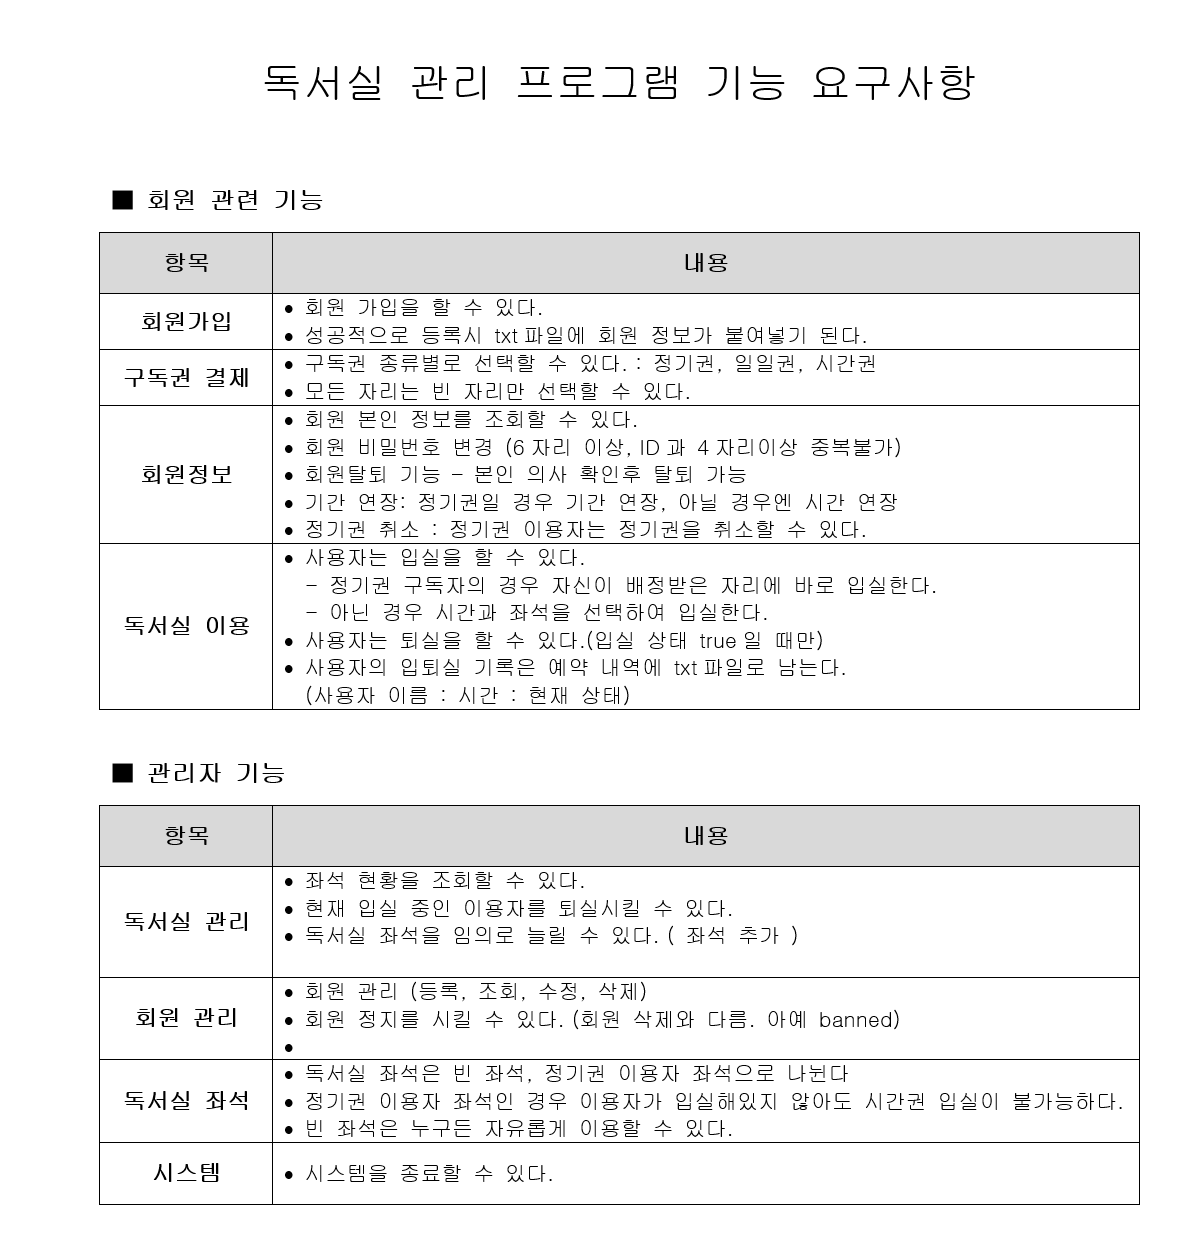 독서실 관리 프로그램 기능 요구사항
■ 회원 관련 기능
항목
내용
회원가입
● 회원 가입을 할 수 있다.
● 성공적으로 등록시 txt 파일에 회원 정보가 붙여넣기 된다.
구독권 결제
● 구독권 종류별로 선택할 수 있다. : 정기권, 일일권, 시간권
● 모든 자리는 빈 자리만 선택할 수 있다.
회원정보
● 회원 본인 정보를 조회할 수 있다.
● 회원 비밀번호 변경 (6 자리 이상, ID 과 4 자리이상 중복불가)
● 회원탈퇴 기능 – 본인 의사 확인후 탈퇴 가능
● 기간 연장: 정기권일 경우 기간 연장, 아닐 경우엔 시간 연장
● 정기권 취소 : 정기권 이용자는 정기권을 취소할 수 있다.
독서실 이용
● 사용자는 입실을 할 수 있다.
– 정기권 구독자의 경우 자신이 배정받은 자리에 바로 입실한다.
– 아닌 경우 시간과 좌석을 선택하여 입실한다.
● 사용자는 퇴실을 할 수 있다.(입실 상태 true 일 때만)
● 사용자의 입퇴실 기록은 예약 내역에 txt 파일로 남는다.
(사용자 이름 : 시간 : 현재 상태)
■ 관리자 기능
항목
내용
독서실 관리
● 좌석 현황을 조회할 수 있다.
● 현재 입실 중인 이용자를 퇴실시킬 수 있다.
● 독서실 좌석을 임의로 늘릴 수 있다. ( 좌석 추가 )
회원 관리
● 회원 관리 (등록, 조회, 수정, 삭제)
● 회원 정지를 시킬 수 있다. (회원 삭제와 다름. 아예 banned)
●
독서실 좌석
● 독서실 좌석은 빈 좌석, 정기권 이용자 좌석으로 나뉜다
● 정기권 이용자 좌석인 경우 이용자가 입실해있지 않아도 시간권 입실이 불가능하다.
● 빈 좌석은 누구든 자유롭게 이용할 수 있다.
시스템
● 시스템을 종료할 수 있다.